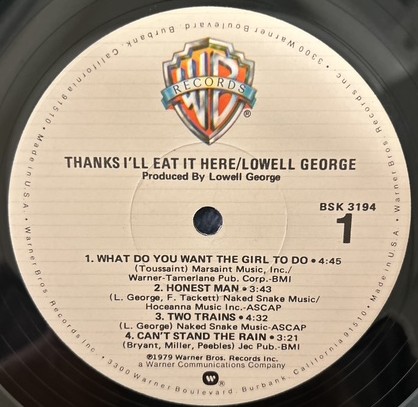 WB
RECORDS
®
THANKS I'LL EAT IT HERE/LOWELL GEORGE
Produced By Lowell George
BSK 3194
1
1. WHAT DO YOU WANT THE GIRL TO DO • 4:45
(Toussaint) Marsaint Music, Inc./
Warner-Tamerlane Pub. Corp.-BMI
2. HONEST MAN • 3:43
(L. George, F. Tackett) Naked Snake Music/
Hoceanna Music Inc.-ASCAP
3. TWO TRAINS • 4:32
(L. George) Naked Snake Music-ASCAP
4. CAN'T STAND THE RAIN • 2:21
(Bryant, Miller, Peebles) Jec Pub.-BMI
℗1979 Warner Bros. Records Inc.
a Warner Communications Company
W
Warner Bros. Records Inc. • 3300 Warner Boulevard, Burbank, California 91510 • Made in U.S.A. • Warner Bros. Records Inc. • 3300 Warner Boulevard, Burbank, California 91510 • Made in U.S.A. •